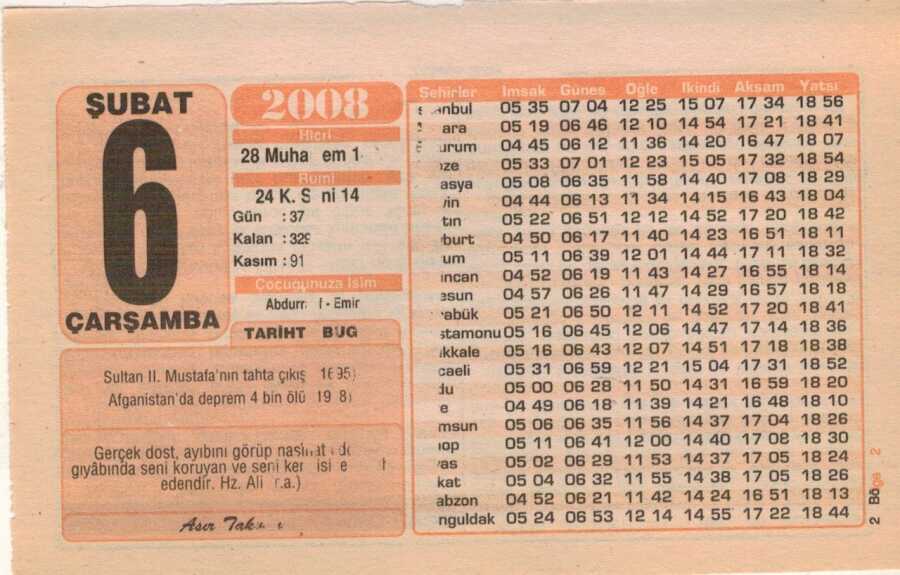 ŞUBAT
6
ÇARŞAMBA
2008
Hicri
28
Rumi
24 K.
Gün : 37
Kalan : 329
Kasım : 91
Çocuğunuza İsim
- Emir
TARİHT BUG
Sultan II. Mustafa'nın tahta çıkış
Afganistan'da deprem 4 bin ölü
Gerçek dost, ayıbını görüp
gıyâbında seni koruyan ve seni
edendir. Hz. Ali
Asır
Şehirler İmsak Güneş Öğle İkindi Akşam Yatsı
nbul 05 35 07 04 12 25 15 07 17 34 18 56
ara 05 19 06 46 12 10 14 54 17 21 18 41
urum 04 45 06 12 11 36 14 20 16 47 18 07
ze 05 33 07 01 12 23 15 05 17 32 18 54
asya 05 08 06 35 11 58 14 40 17 08 18 29
vin 04 44 06 13 11 34 14 15 16 43 18 04
tın 05 22 06 51 12 12 14 52 17 20 18 42
burt 04 50 06 17 11 40 14 23 16 51 18 11
um 05 11 06 39 12 01 14 44 17 11 18 32
incan 04 52 06 19 11 43 14 27 16 55 18 14
esun 04 57 06 26 11 47 14 29 16 57 18 18
abük 05 21 06 50 12 11 14 52 17 20 18 41
stamonu 05 16 06 45 12 06 14 47 17 14 18 36
ıkkale 05 16 06 43 12 07 14 51 17 18 18 38
caeli 05 31 06 59 12 21 15 04 17 31 18 52
du 05 00 06 28 11 50 14 31 16 59 18 20
e 04 49 06 18 11 39 14 21 16 48 18 10
msun 05 06 06 35 11 56 14 37 17 04 18 26
nop 05 11 06 41 12 00 14 40 17 08 18 30
vas 05 02 06 29 11 53 14 37 17 05 18 24
kat 05 04 06 32 11 55 14 38 17 05 18 26
abzon 04 52 06 21 11 42 14 24 16 51 18 13
nguldak 05 24 06 53 12 14 14 55 17 22 18 44